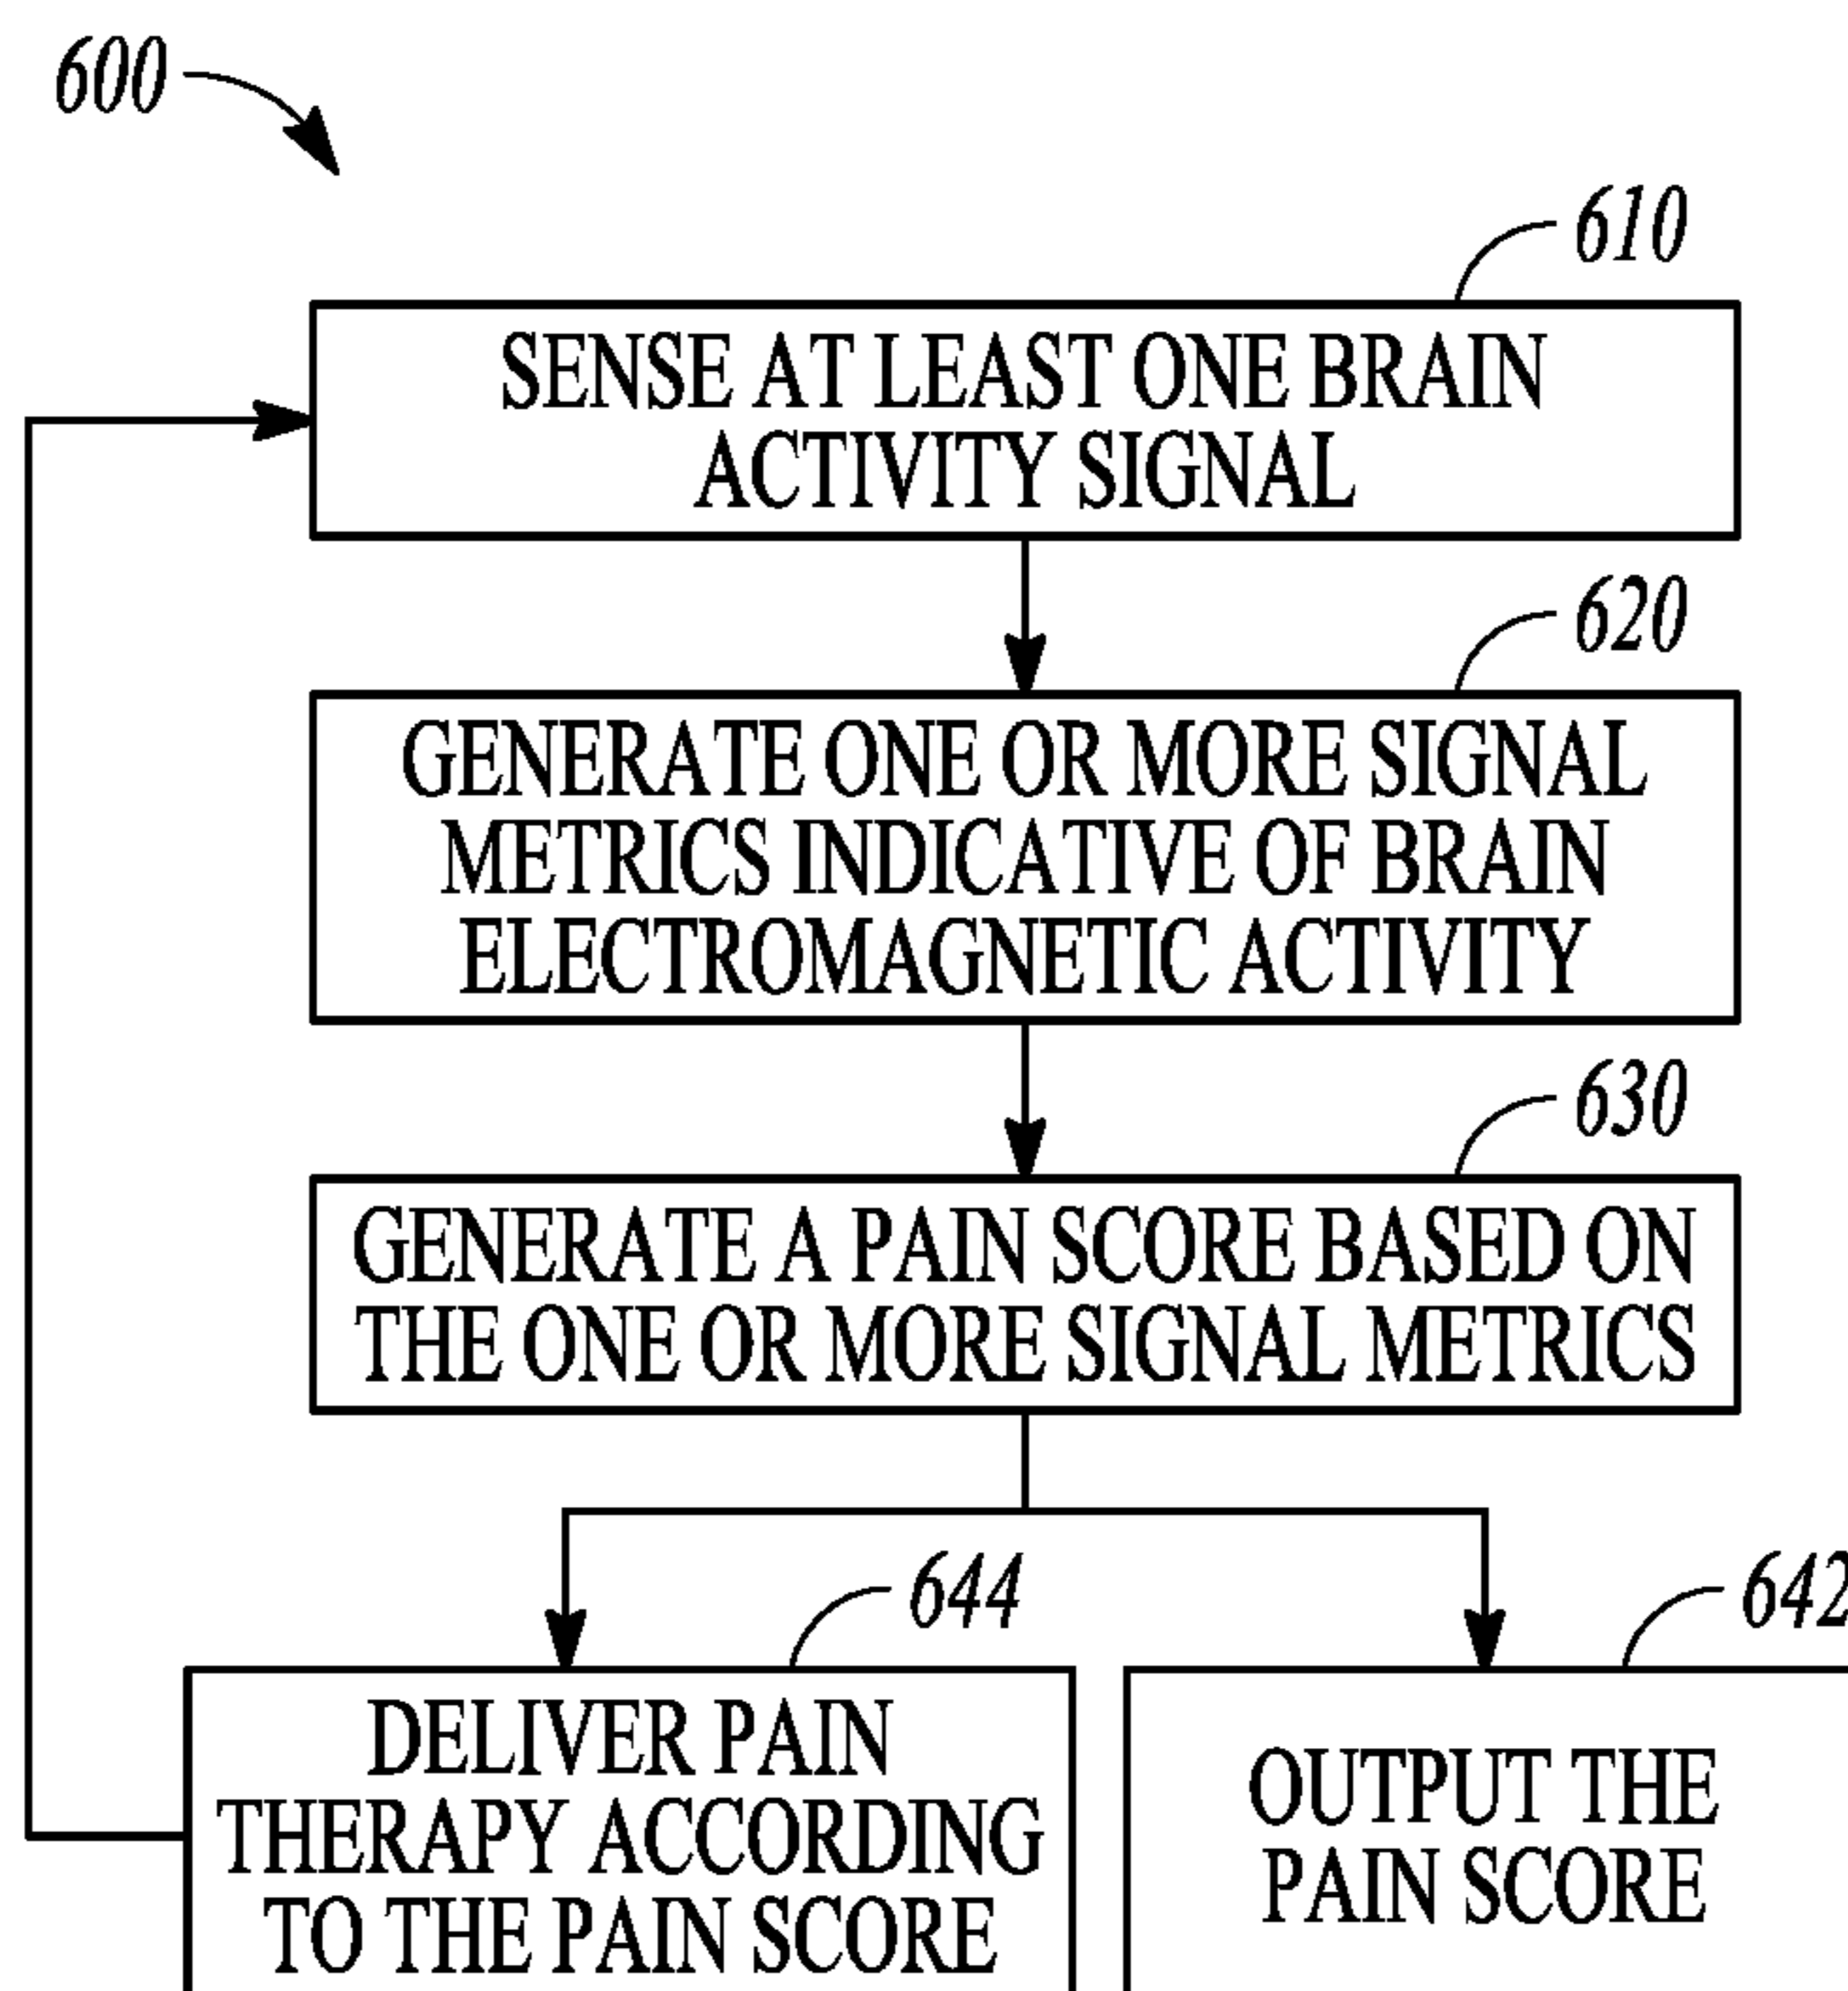 600
610
SENSE AT LEAST ONE BRAIN
ACTIVITY SIGNAL
620
GENERATE ONE OR MORE SIGNAL
METRICS INDICATIVE OF BRAIN
ELECTROMAGNETIC ACTIVITY
630
GENERATE A PAIN SCORE BASED ON
THE ONE OR MORE SIGNAL METRICS
644
DELIVER PAIN
THERAPY ACCORDING
TO THE PAIN SCORE
642
OUTPUT THE
PAIN SCORE